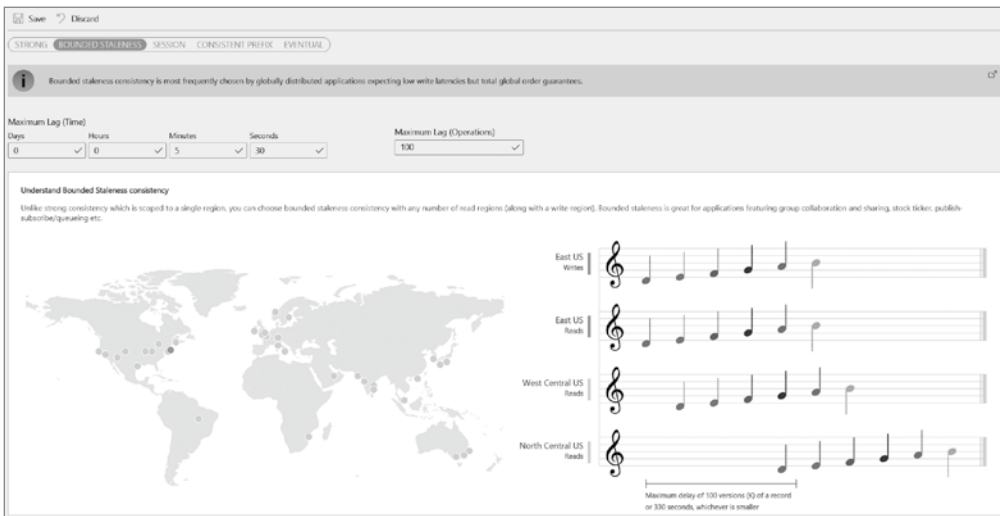 Save Discard
STRONG BOUNDED STALENESS SESSION CONSISTENT PREFIX EVENTUAL
i Bounded staleness consistency is most frequently chosen by globally distributed applications expecting low write latencies but total global order guarantees.
Maximum Lag (Time)
Days Hours Minutes Seconds
0 0 5 30
Maximum Lag (Operations)
100
Understand Bounded Staleness consistency
Unlike strong consistency which is scoped to a single region, you can choose bounded staleness consistency with any number of read regions (along with a write region). Bounded staleness is great for applications featuring group collaboration and sharing, stock ticker, publish-
subscribe/queueing etc.
East US
Writes
East US
Reads
West Central US
Reads
North Central US
Reads
Maximum delay of 100 versions (K) of a record
or 330 seconds, whichever is smaller